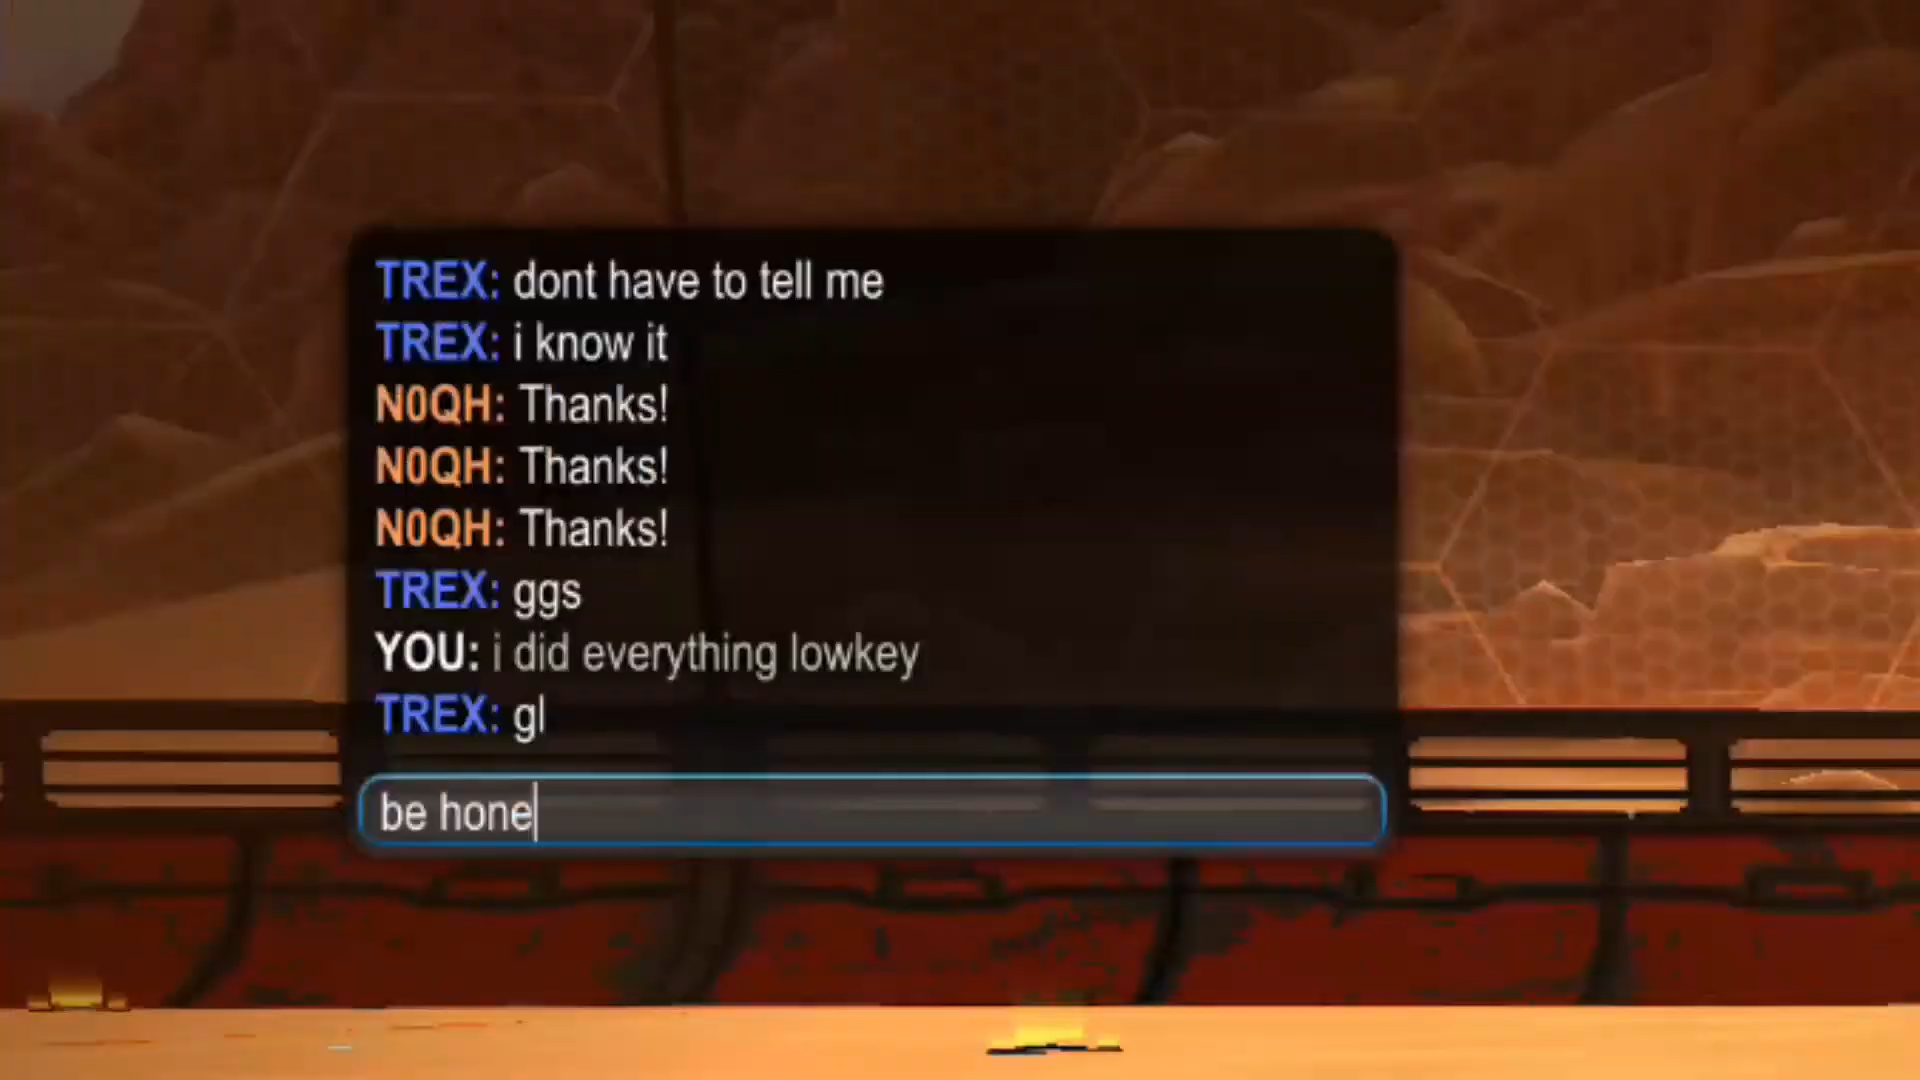 TREX: dont have to tell me
TREX: i know it
N0QH: Thanks!
N0QH: Thanks!
N0QH: Thanks!
TREX: ggs
YOU: i did everything lowkey
TREX: gl
be hone